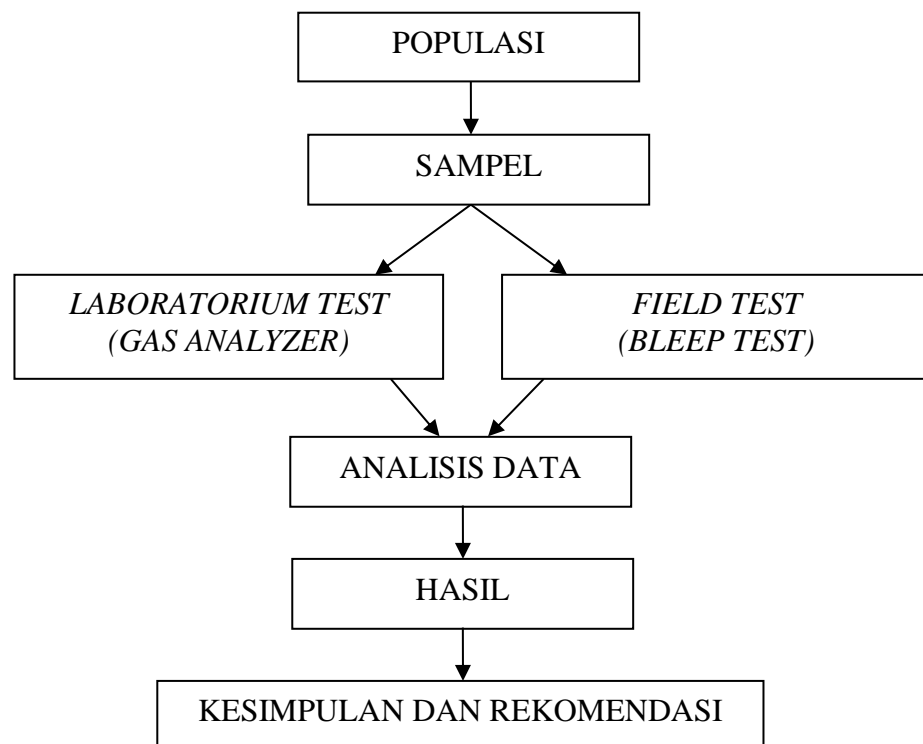 POPULASI
SAMPEL
LABORATORIUM TEST
(GAS ANALYZER)
FIELD TEST
(BLEEP TEST)
ANALISIS DATA
HASIL
KESIMPULAN DAN REKOMENDASI